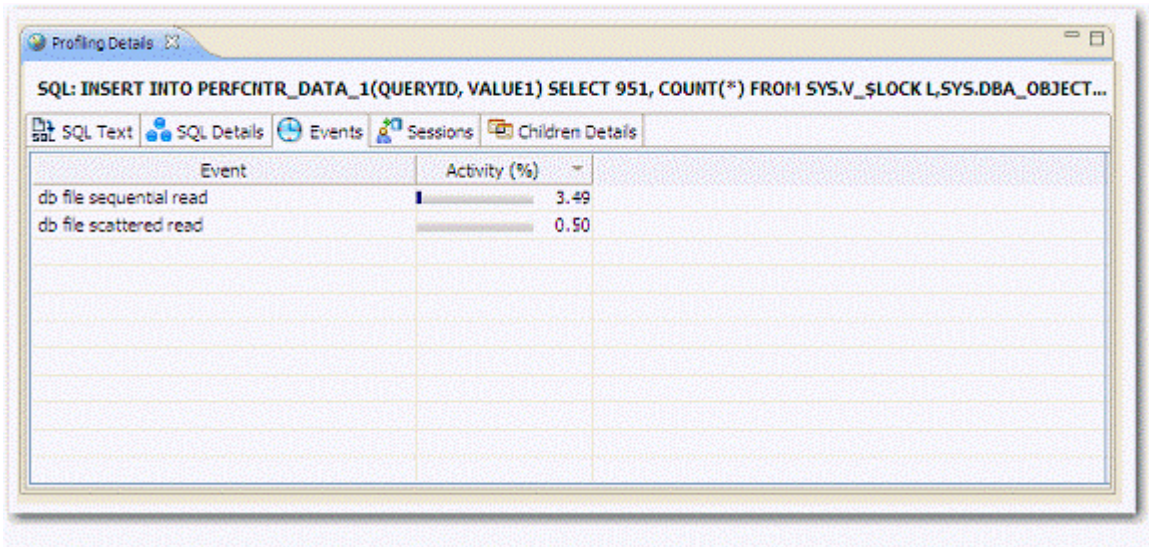 Profiling Details
SQL: INSERT INTO PERFCNTR_DATA_1(QUERYID, VALUE1) SELECT 951, COUNT(*) FROM SYS.V_$LOCK L,SYS.DBA_OBJECT...
SQL Text SQL Details Events Sessions Children Details
Event Activity (%)
db file sequential read 3.49
db file scattered read 0.50